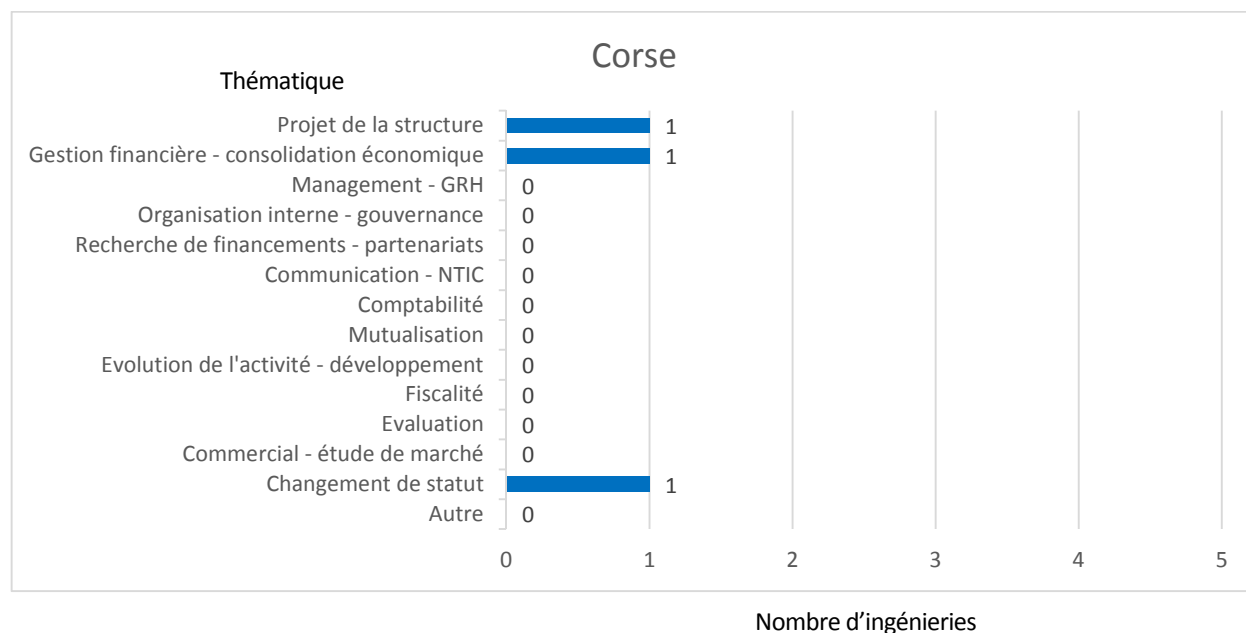 Corse
Thématique
Projet de la structure 1
Gestion financière - consolidation économique 1
Management - GRH 0
Organisation interne - gouvernance 0
Recherche de financements - partenariats 0
Communication - NTIC 0
Comptabilité 0
Mutualisation 0
Evolution de l'activité - développement 0
Fiscalité 0
Evaluation 0
Commercial - étude de marché 0
Changement de statut 1
Autre 0
0 1 2 3 4 5
Nombre d’ingénieries